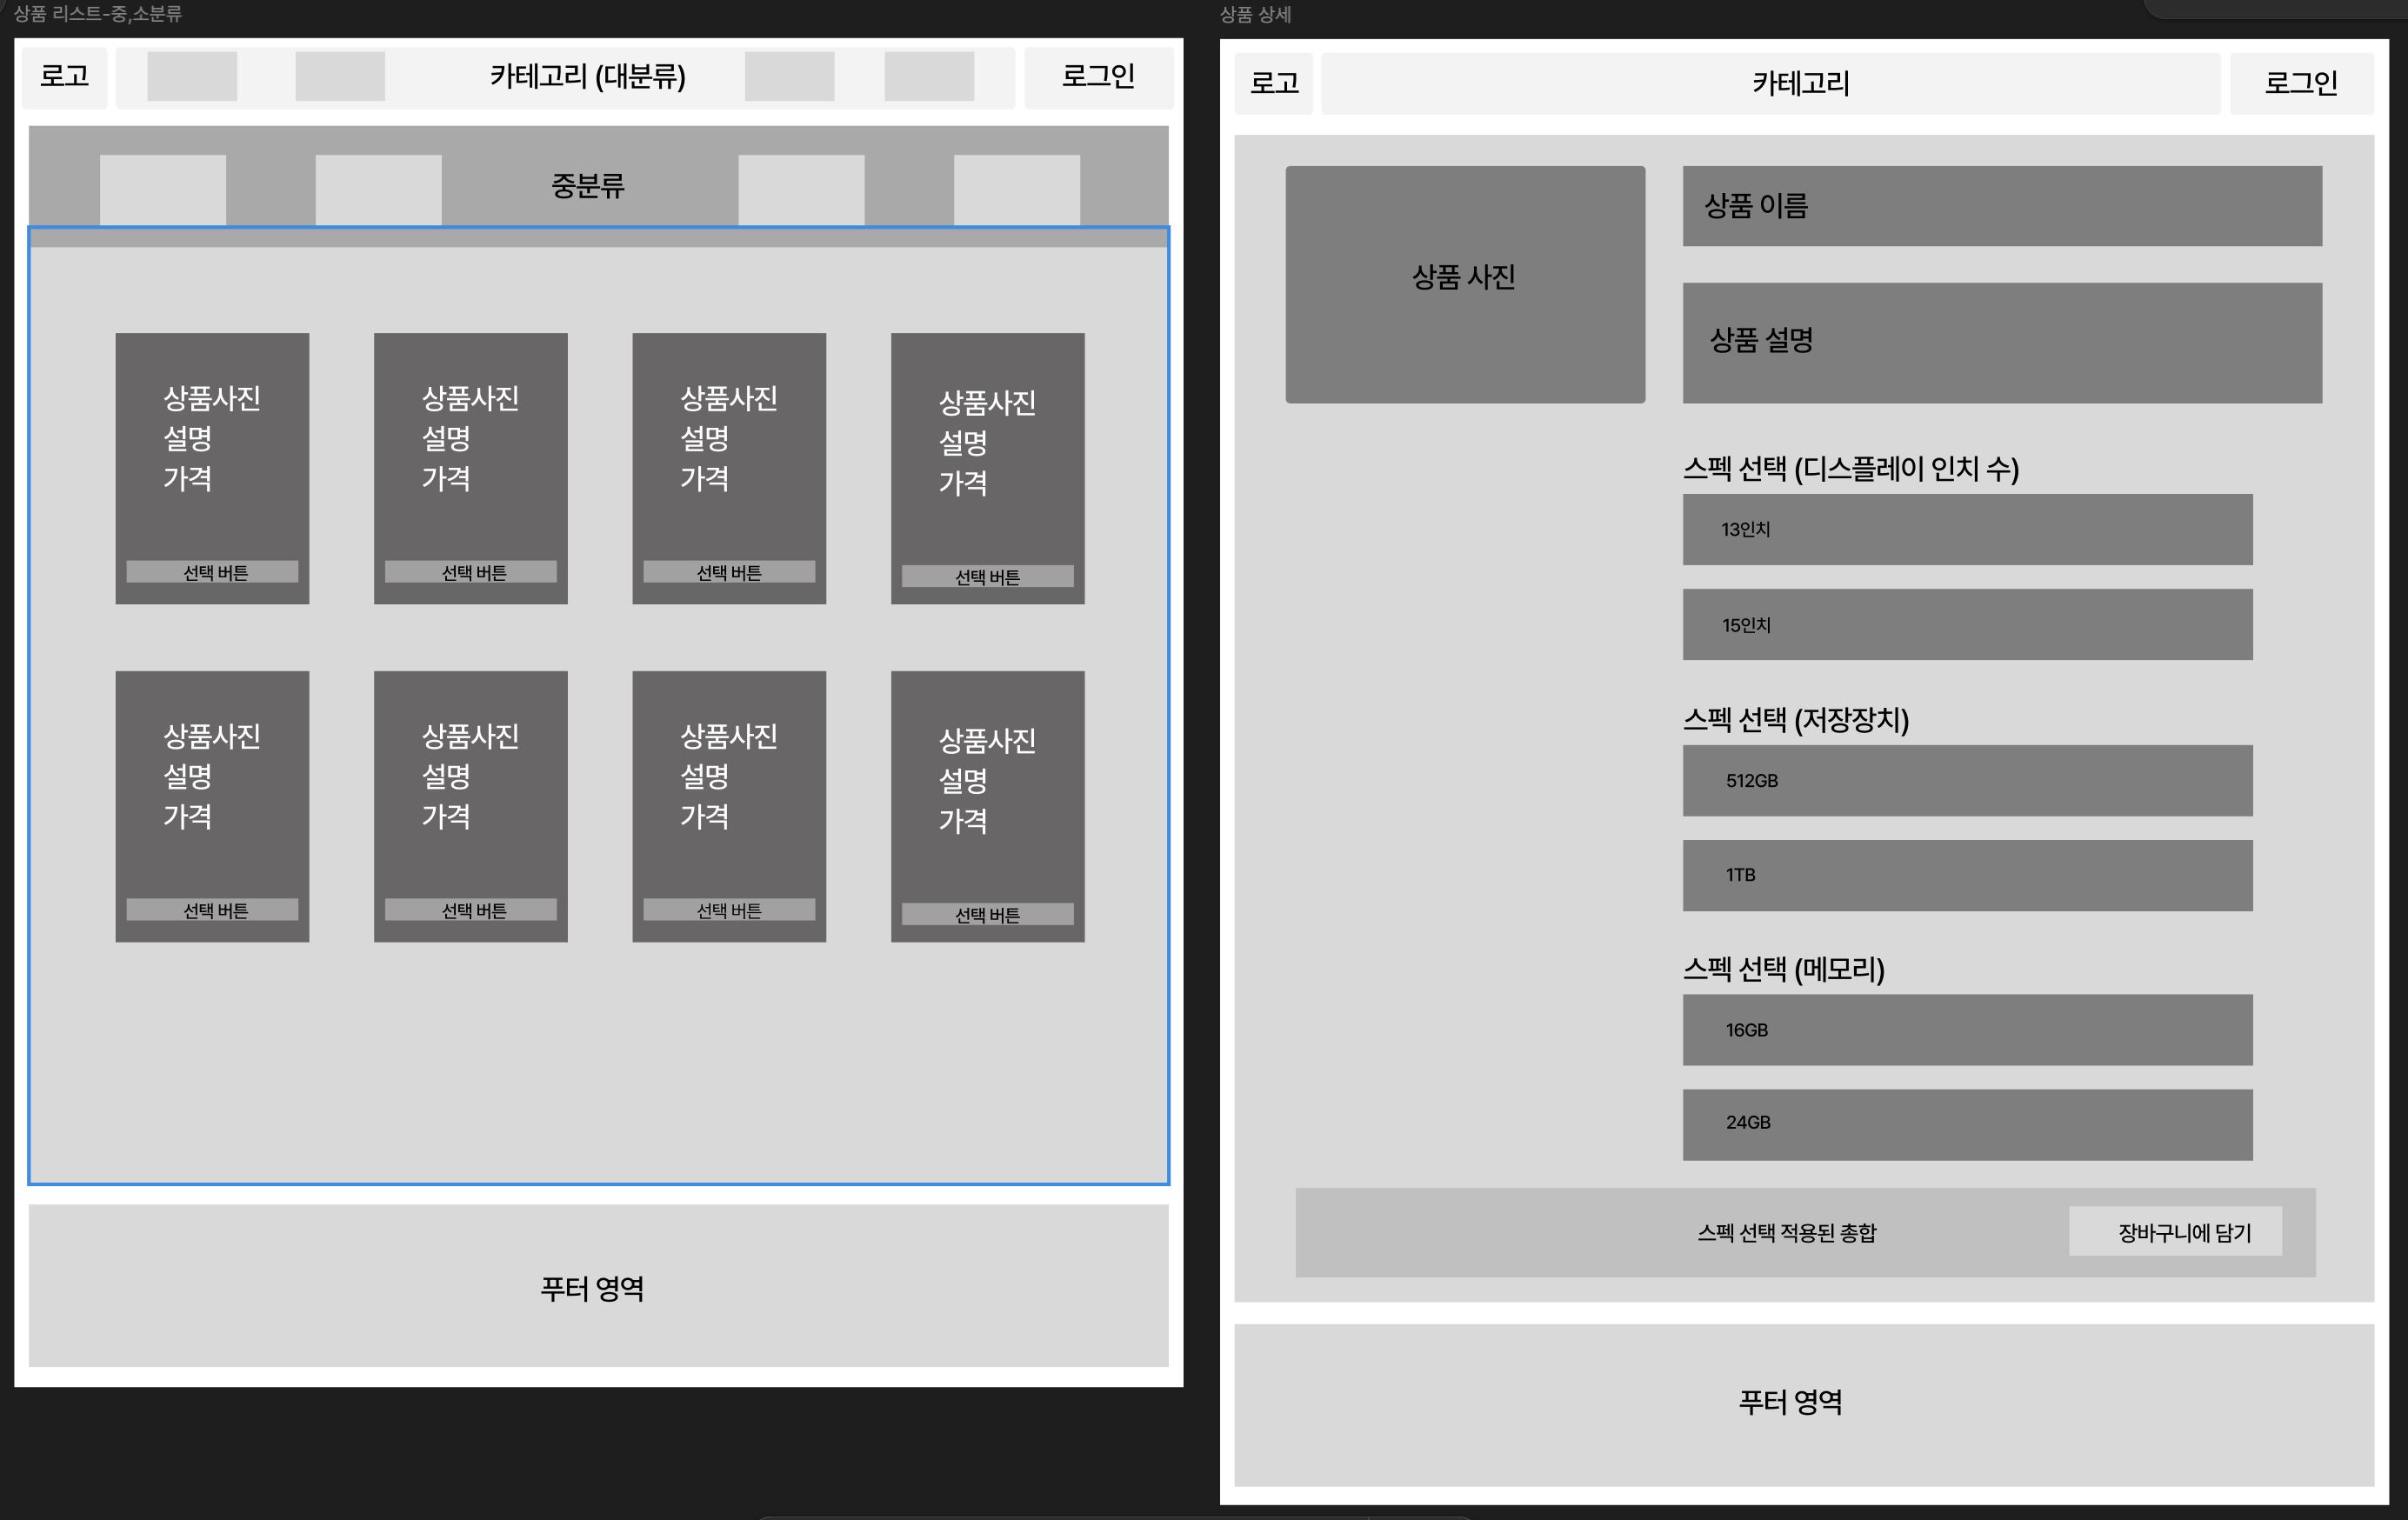 상품 리스트-중,소분류
로고
카테고리 (대분류)
로그인
중분류
상품사진
설명
가격
선택 버튼
상품사진
설명
가격
선택 버튼
상품사진
설명
가격
선택 버튼
상품사진
설명
가격
선택 버튼
상품사진
설명
가격
선택 버튼
상품사진
설명
가격
선택 버튼
상품사진
설명
가격
선택 버튼
상품사진
설명
가격
선택 버튼
푸터 영역
상품 상세
로고
카테고리
로그인
상품 사진
상품 이름
상품 설명
스펙 선택 (디스플레이 인치 수)
13인치
15인치
스펙 선택 (저장장치)
512GB
1TB
스펙 선택 (메모리)
16GB
24GB
스펙 선택 적용된 총합
장바구니에 담기
푸터 영역